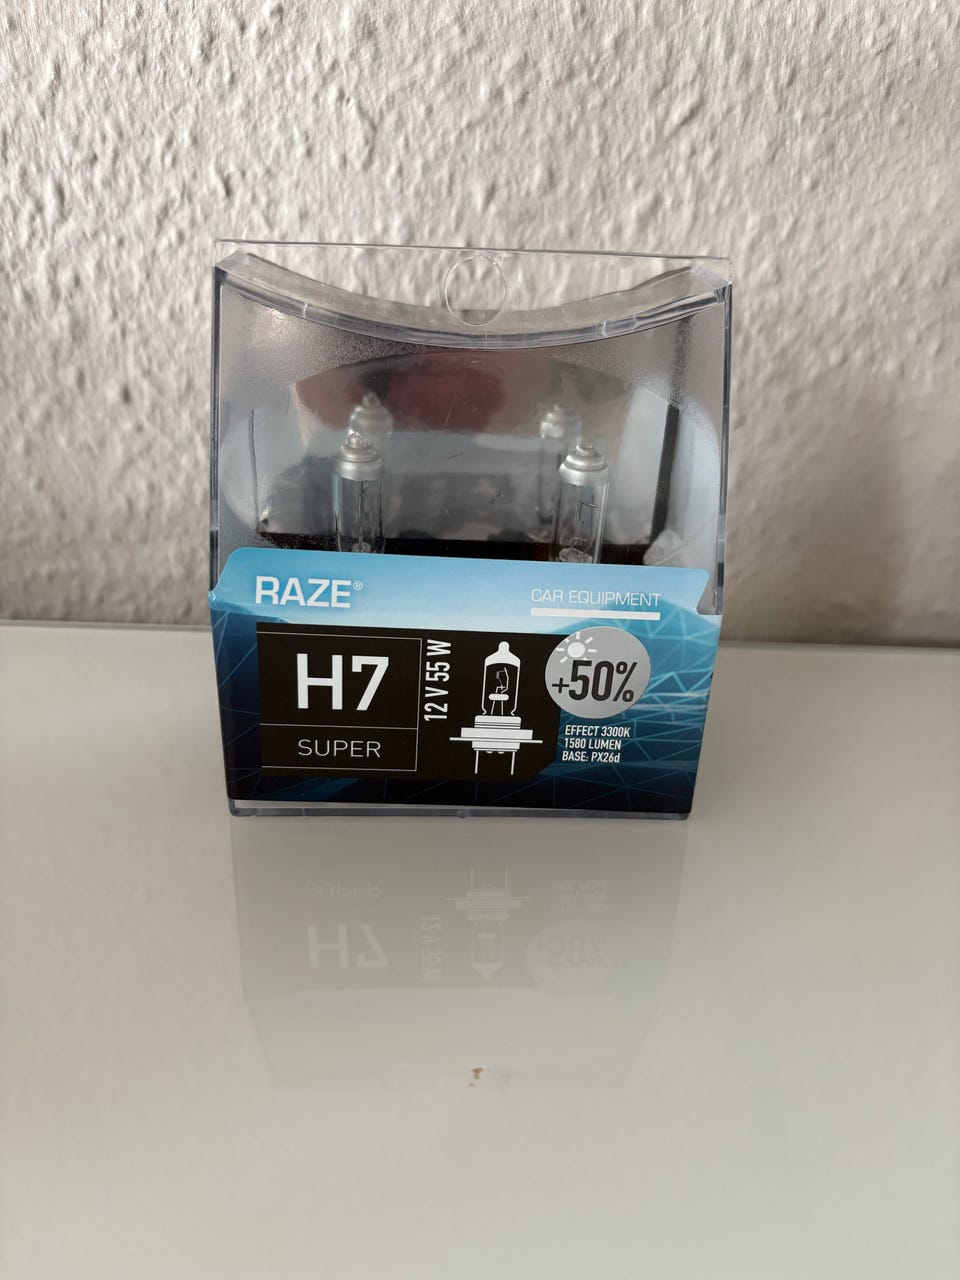 RAZE®
CAR EQUIPMENT
H7
SUPER
12 V 55 W
+50%
EFFECT 3300K
1580 LUMEN
BASE: PX26d